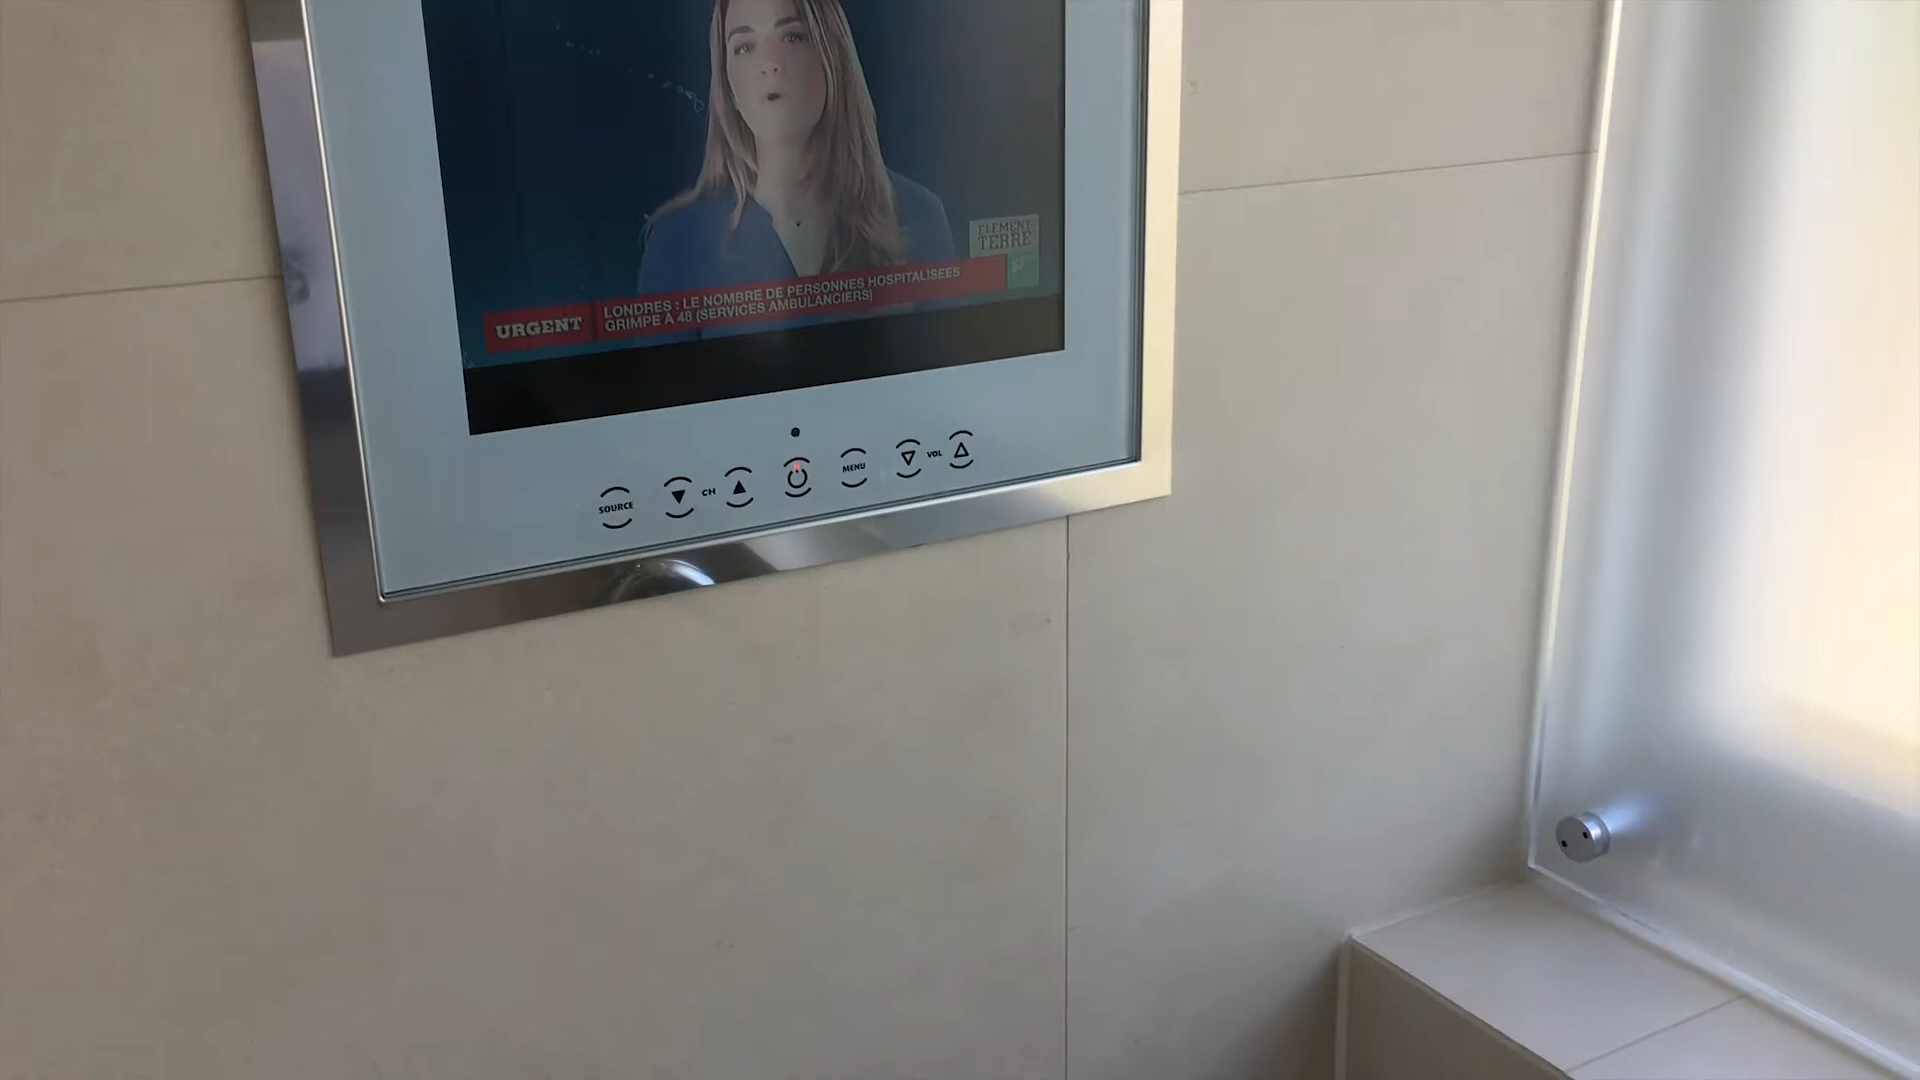 ELEMENT
TERRE
URGENT
LONDRES : LE NOMBRE DE PERSONNES HOSPITALISEES
GRIMPE A 48 (SERVICES AMBULANCIERS)
SOURCE
CH
MENU
VOL